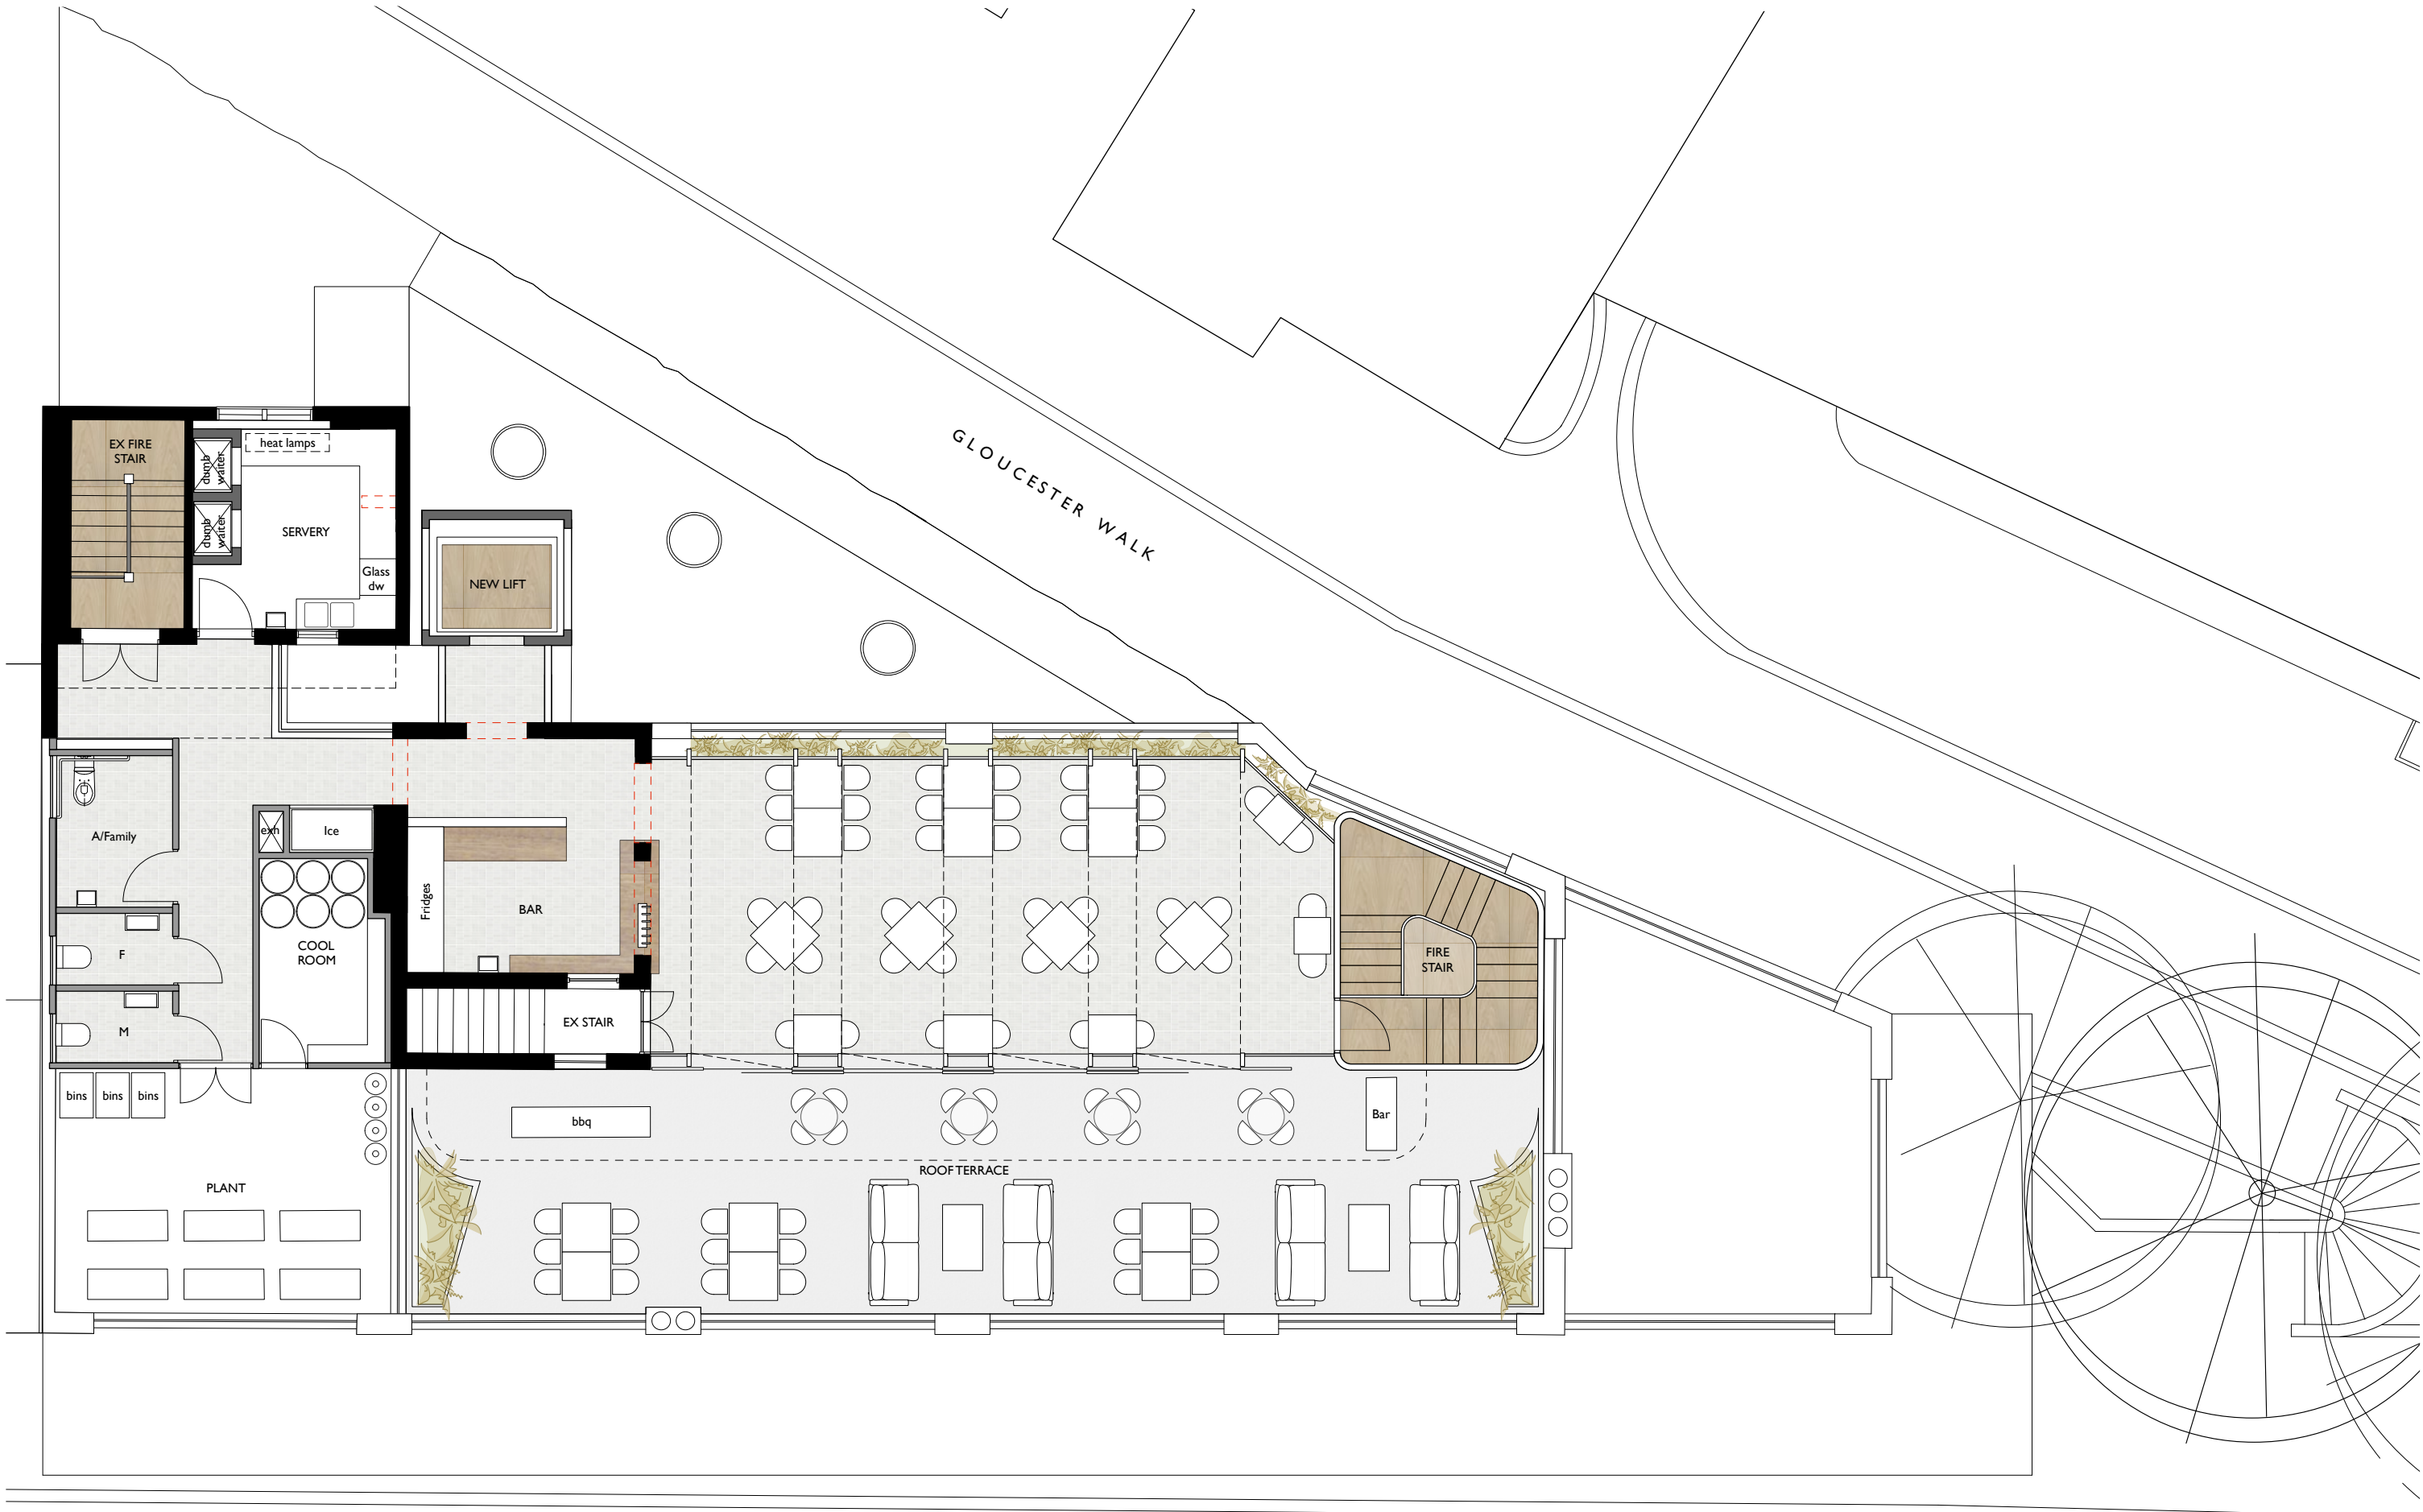 GLOUCESTER WALK
EX FIRE
STAIR
dumb
waiter
heat lamps
dumb
waiter
SERVERY
Glass
dw
NEW LIFT
A/Family
exh
Ice
Fridges
BAR
F
COOL
ROOM
FIRE
STAIR
M
EX STAIR
bins
bins
bins
bbq
Bar
ROOF TERRACE
PLANT